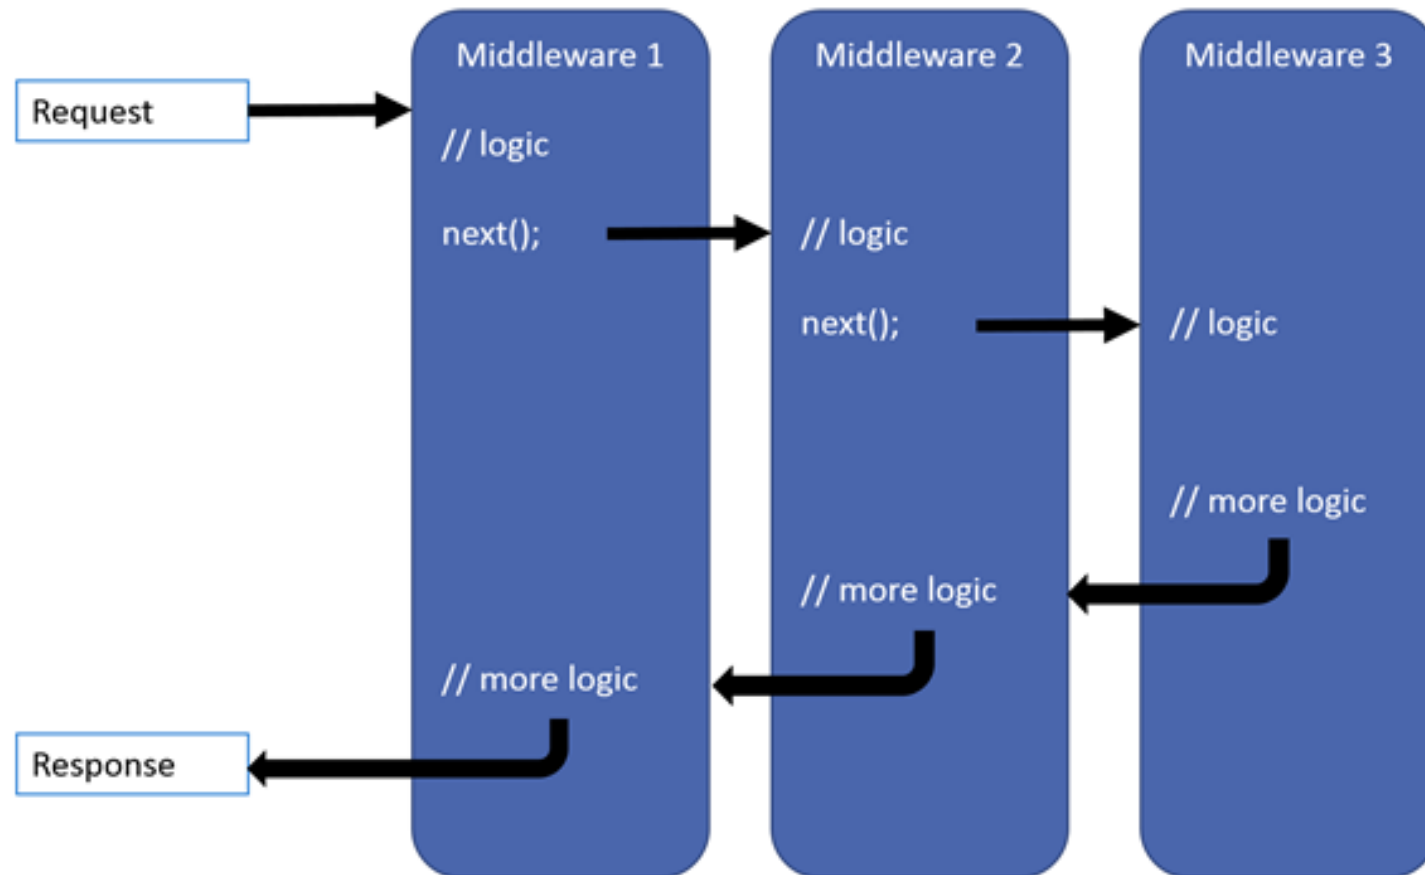 Middleware 1
Middleware 2
Middleware 3
Request
// logic
next();
// logic
next();
// logic
// more logic
// more logic
// more logic
Response